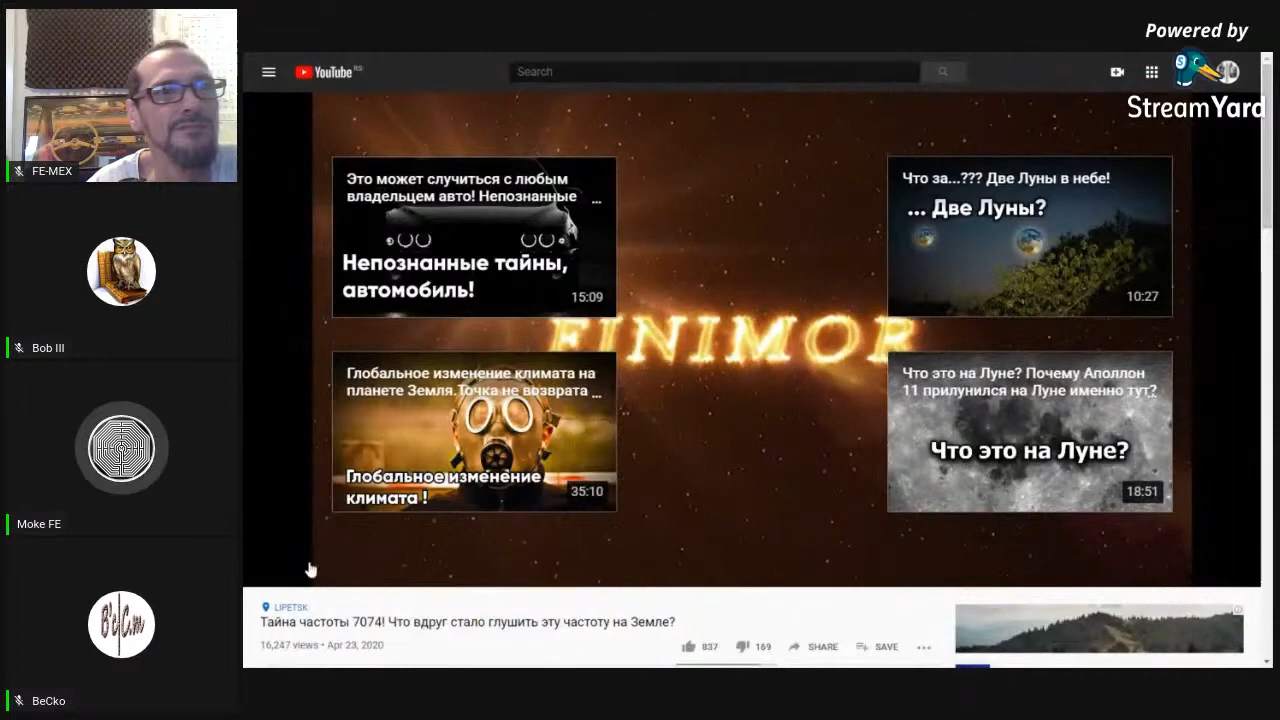 Powered by
StreamYard
FE-MEX
Bob III
Moke FE
BeCko
YouTube RS
Search
Это может случиться с любым
владельцем авто! Непознанные ...
Непознанные тайны,
автомобиль!
15:09
Что за...??? Две Луны в небе!
... Две Луны?
10:27
FINIMOR
Глобальное изменение климата на
планете Земля.Точка не возврата ...
Глобальное изменение
климата !
35:10
Что это на Луне? Почему Аполлон
11 прилунился на Луне именно тут?
Что это на Луне?
18:51
LIPETSK
Тайна частоты 7074! Что вдруг стало глушить эту частоту на Земле?
16,247 views • Apr 23, 2020
837
169
SHARE
SAVE